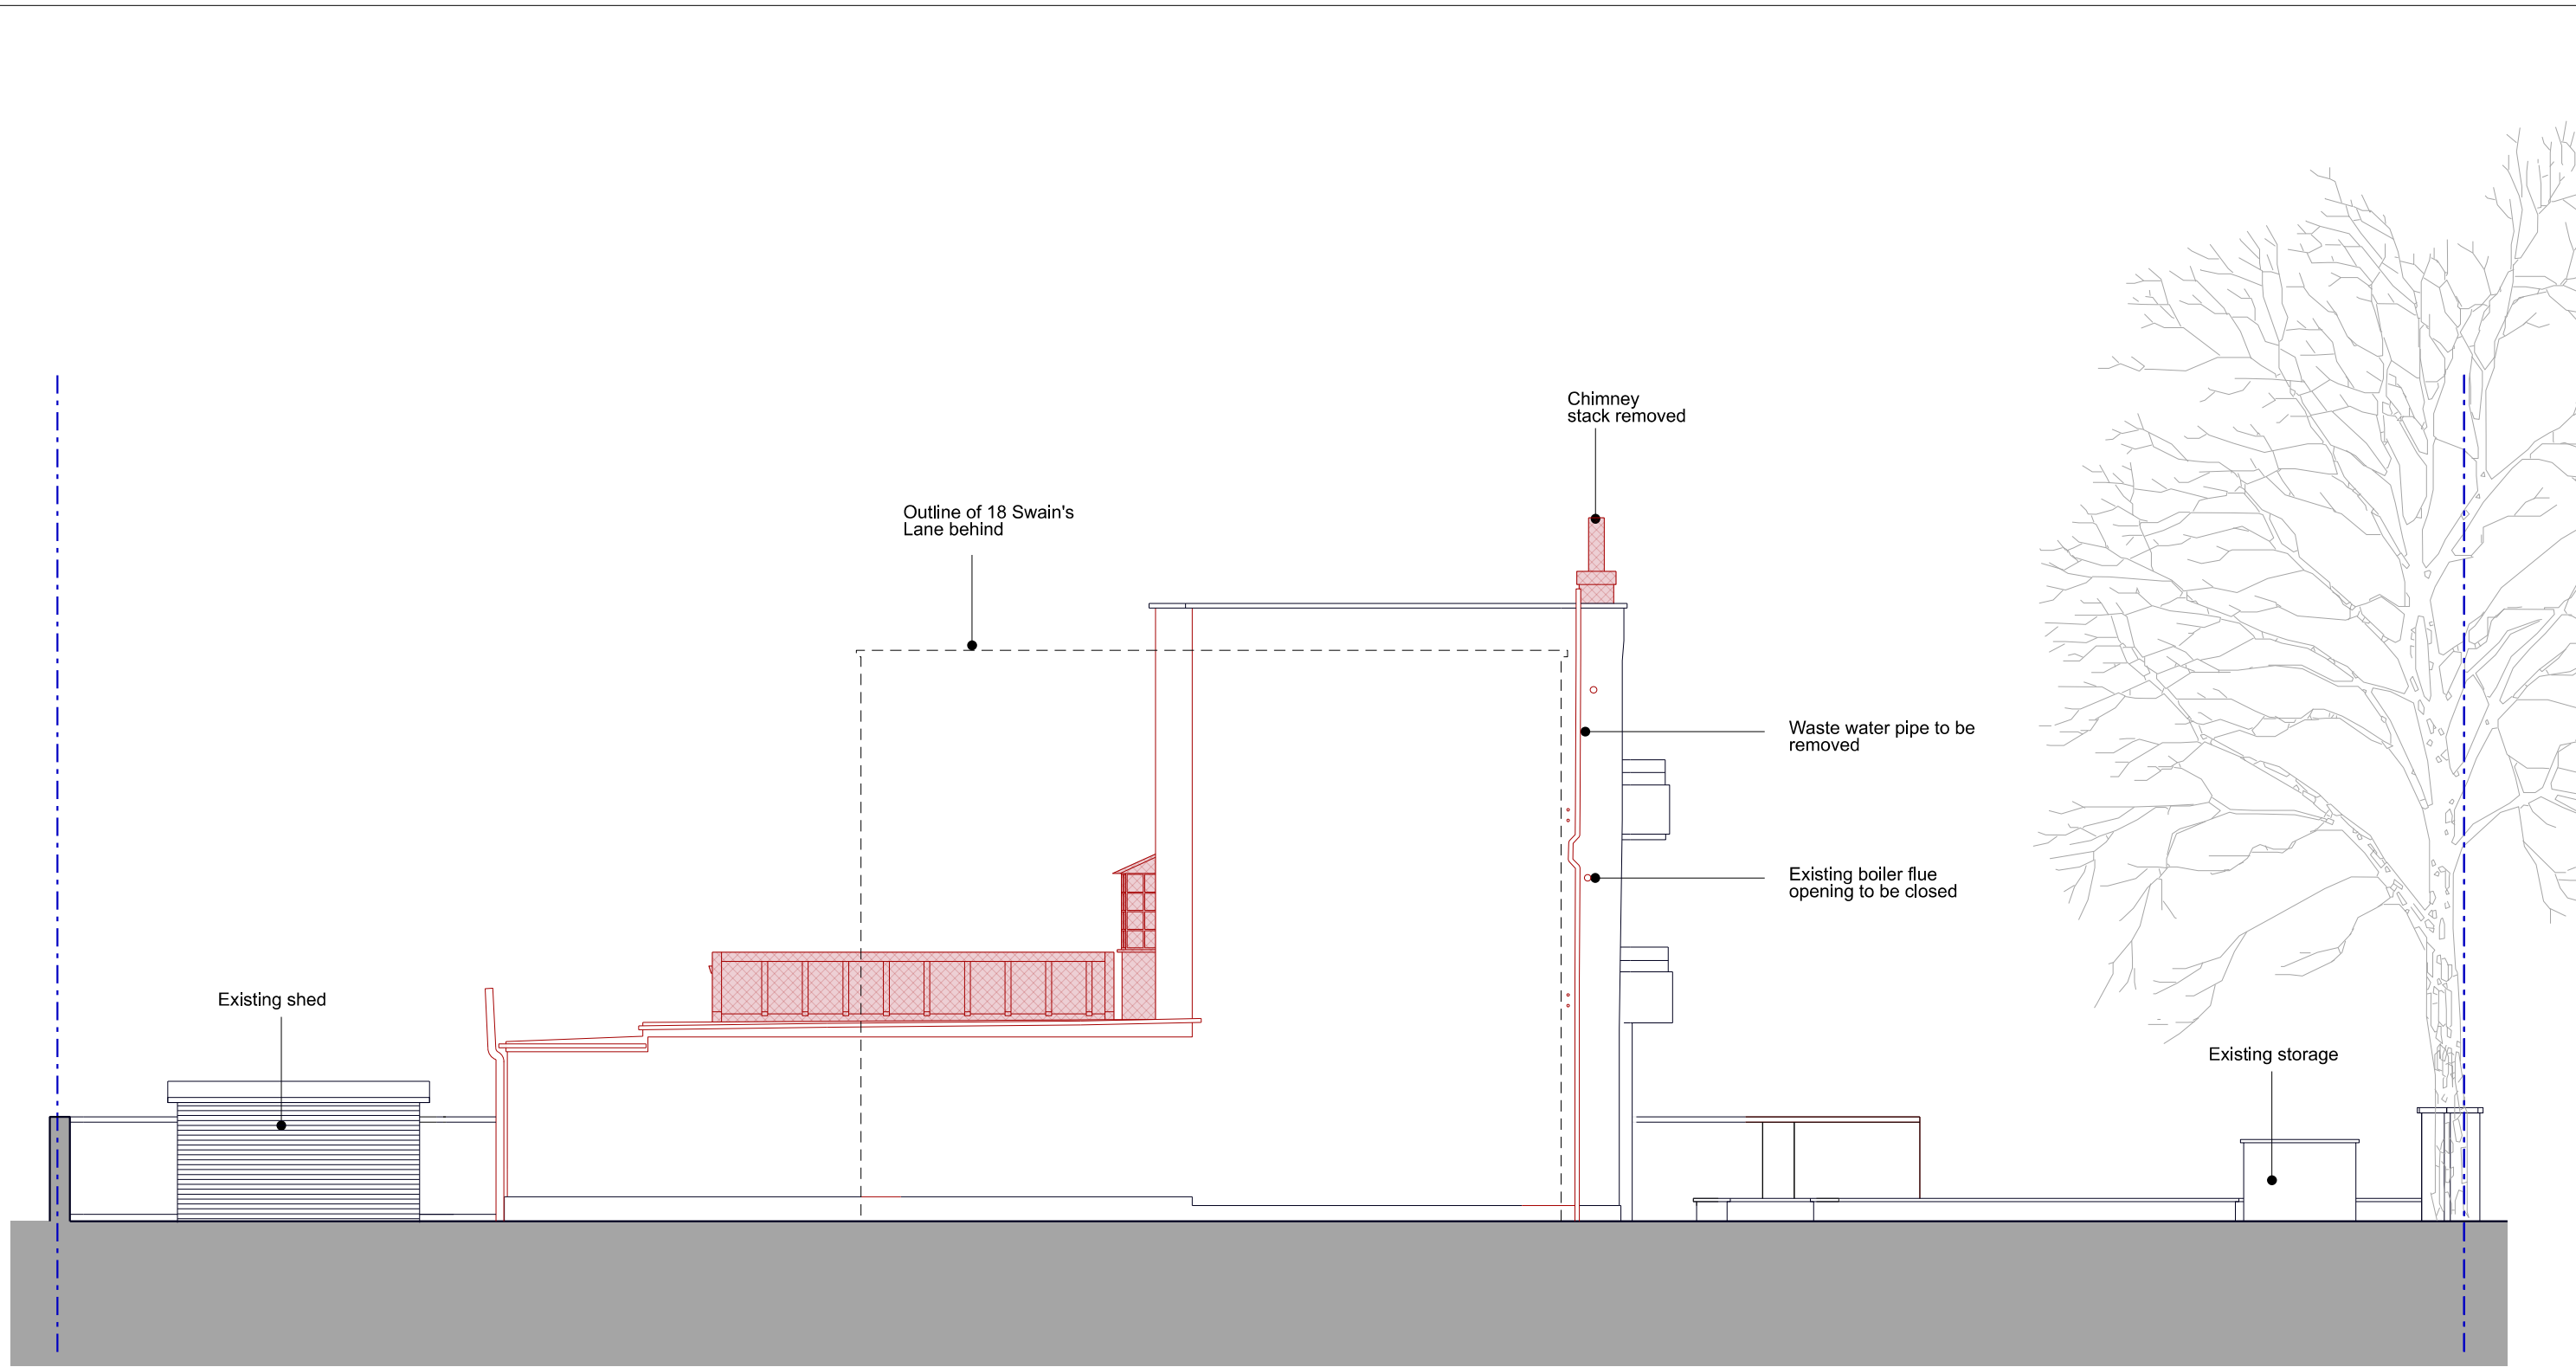 Chimney
stack removed
Outline of 18 Swain's
Lane behind
Waste water pipe to be
removed
Existing boiler flue
opening to be closed
Existing shed
Existing storage